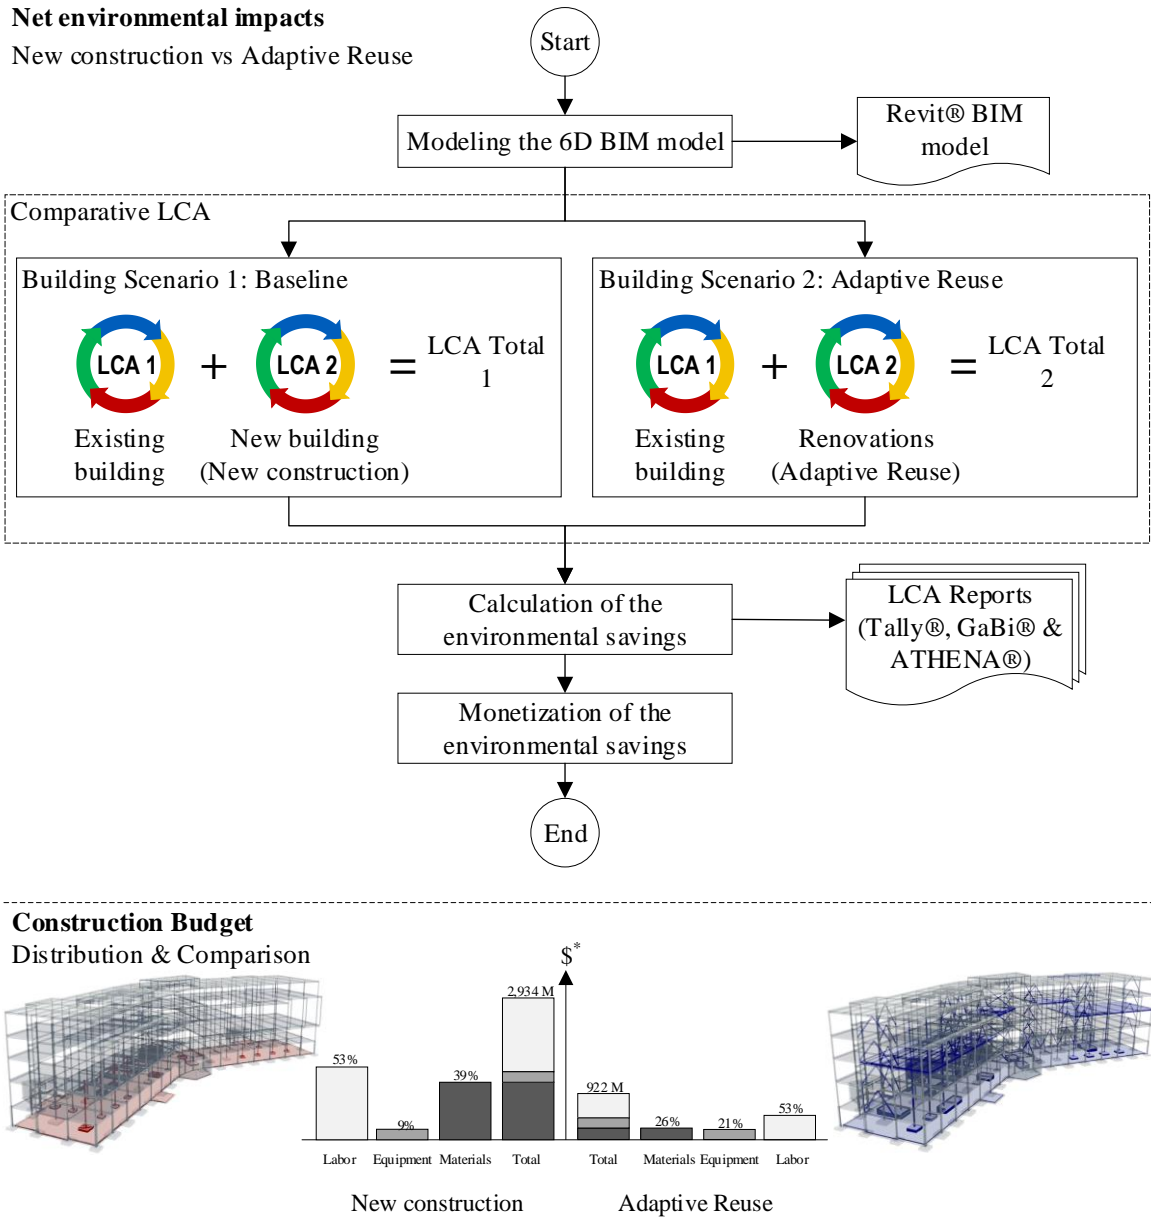 Net environmental impacts
New construction vs Adaptive Reuse
Start
Modeling the 6D BIM model
Revit® BIM
model
Comparative LCA
Building Scenario 1: Baseline
LCA 1
+
LCA 2
=
LCA Total
1
Existing
building
New building
(New construction)
Building Scenario 2: Adaptive Reuse
LCA 1
+
LCA 2
=
LCA Total
2
Existing
building
Renovations
(Adaptive Reuse)
Calculation of the
environmental savings
LCA Reports
(Tally®, GaBi® &
ATHENA®)
Monetization of the
environmental savings
End
Construction Budget
Distribution & Comparison
$*
53%
9%
39%
2,934 M
922 M
26%
21%
53%
Labor
Equipment
Materials
Total
Total
Materials
Equipment
Labor
New construction
Adaptive Reuse